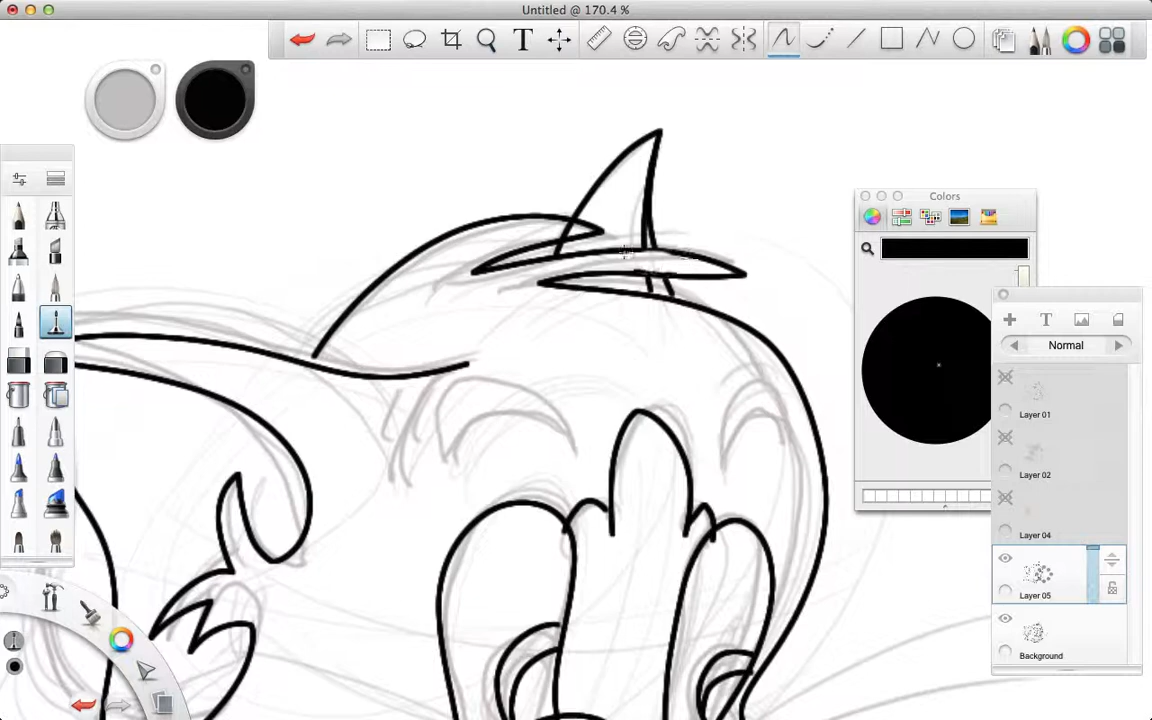 Untitled @ 170.4 %
T
Colors
T
Normal
Layer 01
Layer 02
Layer 04
Layer 05
Background